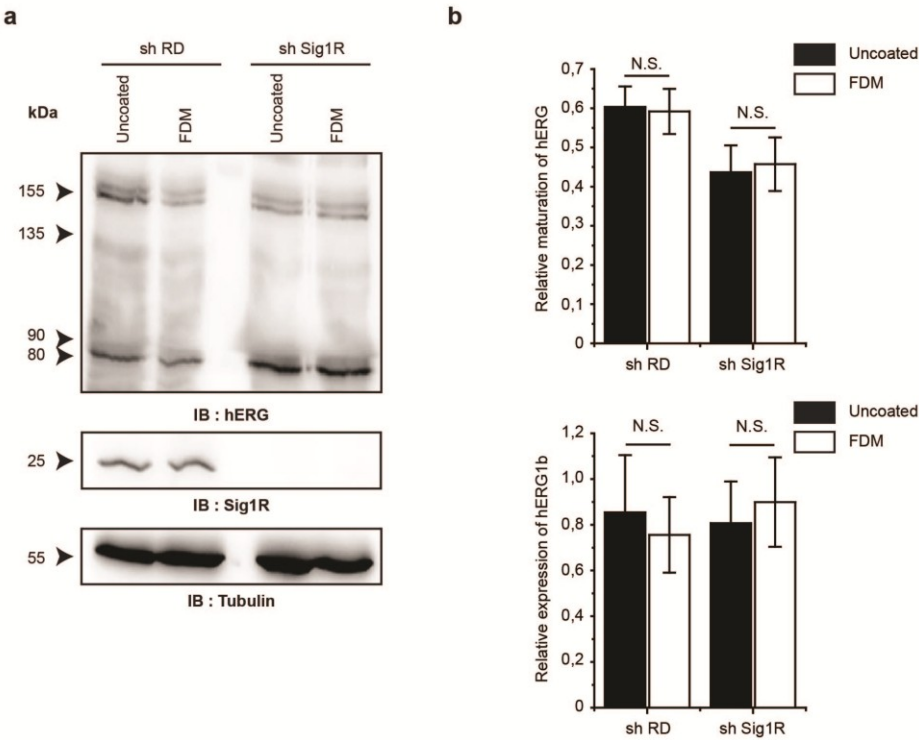 a
sh RD
sh Sig1R
kDa
Uncoated
FDM
Uncoated
FDM
155
135
90
80
IB : hERG
25
IB : Sig1R
55
IB : Tubulin
b
Uncoated
FDM
Relative maturation of hERG
0,7
0,6
0,5
0,4
0,3
0,2
0,1
0
N.S.
N.S.
sh RD
sh Sig1R
Uncoated
FDM
Relative expression of hERG1b
1,2
1,0
0,8
0,6
0,4
0,2
0
N.S.
N.S.
sh RD
sh Sig1R